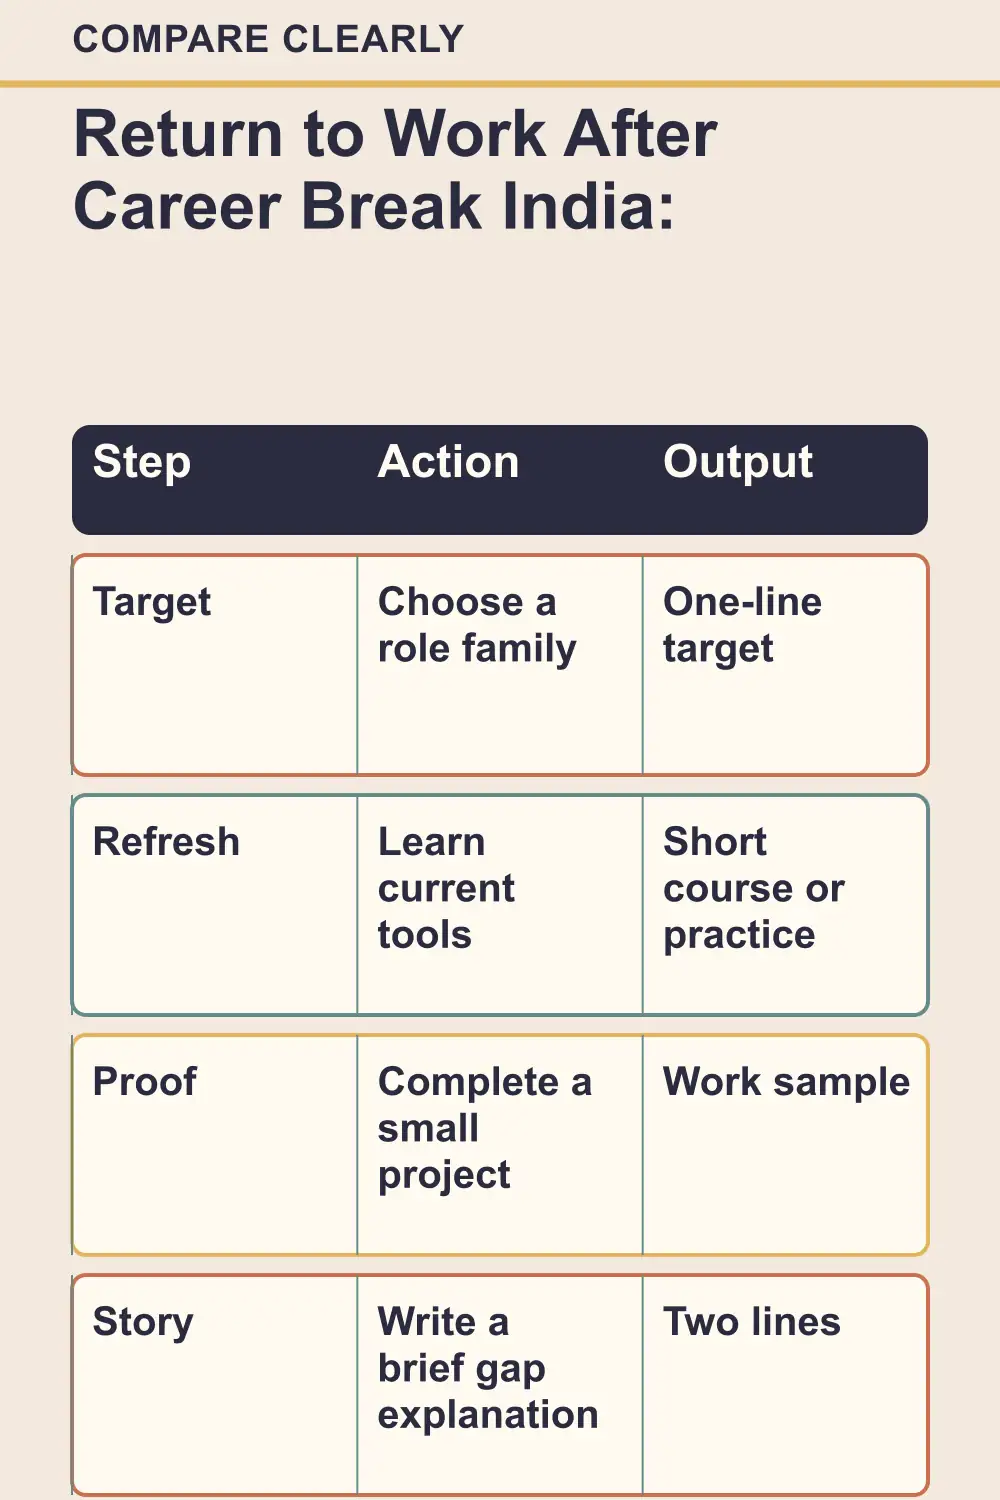 COMPARE CLEARLY
Return to Work After
Career Break India:
Step Action Output
Target
Choose a
role family
One-line
target
Refresh
Learn
current
tools
Short
course or
practice
Proof
Complete a
small
project
Work sample
Story
Write a
brief gap
explanation
Two lines